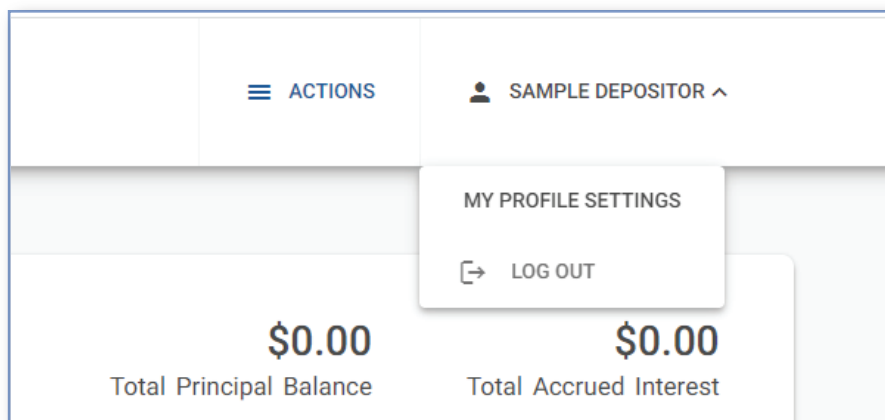 ACTIONS
SAMPLE DEPOSITOR
MY PROFILE SETTINGS
LOG OUT
$0.00
Total Principal Balance
$0.00
Total Accrued Interest